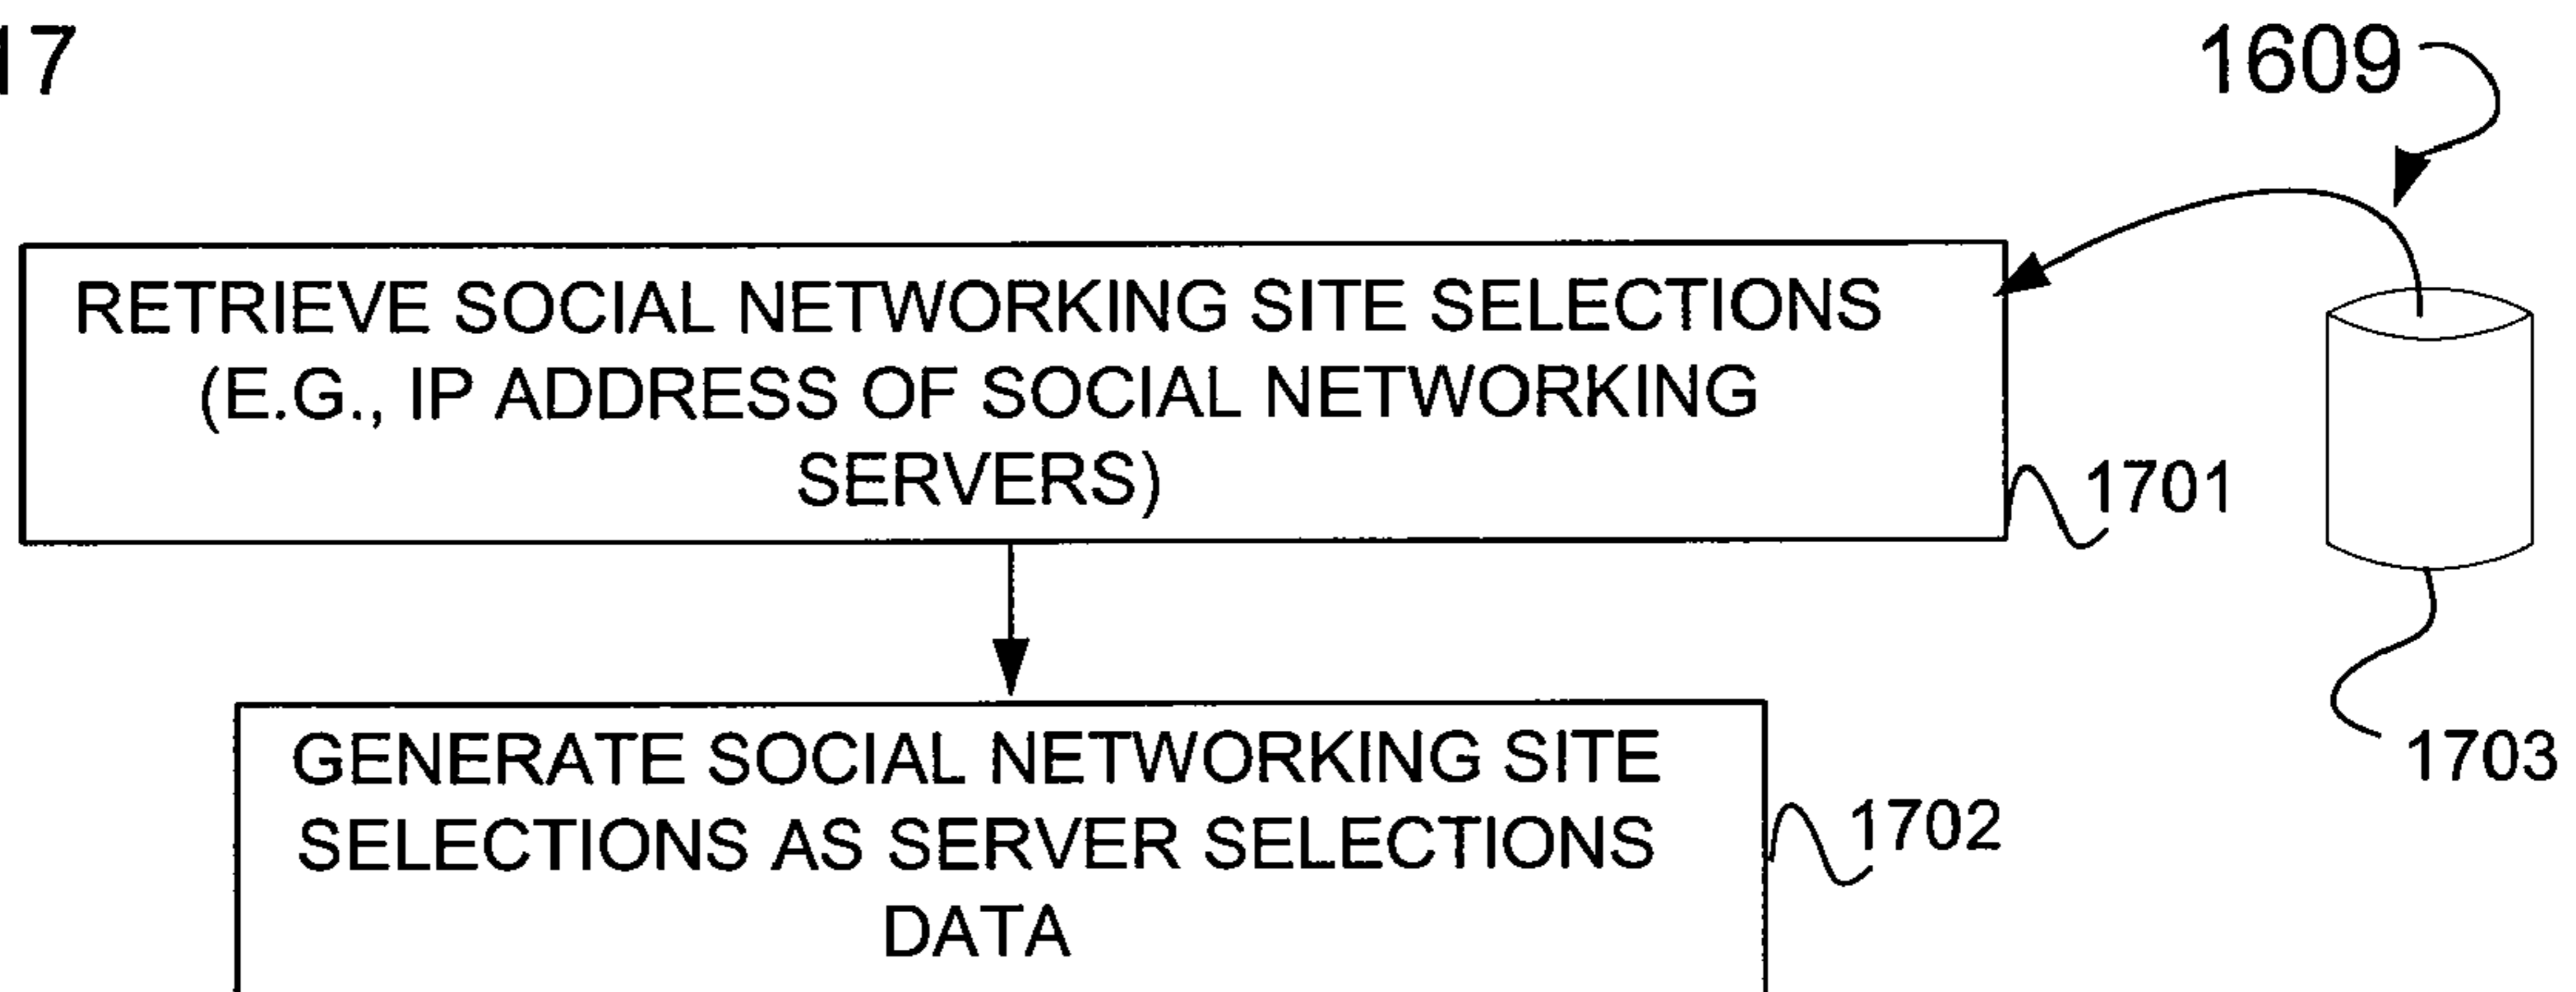 17
1609
RETRIEVE SOCIAL NETWORKING SITE SELECTIONS
(E.G., IP ADDRESS OF SOCIAL NETWORKING
SERVERS)
1701
1703
GENERATE SOCIAL NETWORKING SITE
SELECTIONS AS SERVER SELECTIONS
DATA
1702